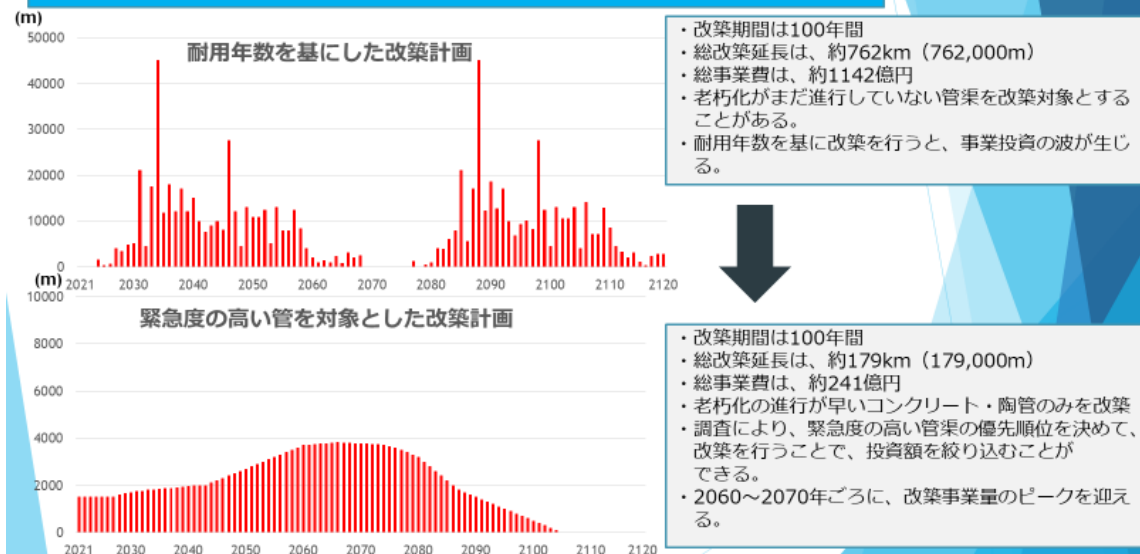 (m)
耐用年数を基にした改築計画
50000
40000
30000
20000
10000
0
2021 2030 2040 2050 2060 2070 2080 2090 2100 2110 2120
・改築期間は100年間
・総改築延長は、約762km（762,000m）
・総事業費は、約1142億円
・老朽化がまだ進行していない管渠を改築対象とする
ことがある。
・耐用年数を基に改築を行うと、事業投資の波が生じ
る。
(m)
緊急度の高い管を対象とした改築計画
10000
8000
6000
4000
2000
0
2021 2030 2040 2050 2060 2070 2080 2090 2100 2110 2120
・改築期間は100年間
・総改築延長は、約179km（179,000m）
・総事業費は、約241億円
・老朽化の進行が早いコンクリート・陶管のみを改築
・調査により、緊急度の高い管渠の優先順位を決めて、
改築を行うことで、投資額を絞り込むことが
できる。
・2060～2070年ごろに、改築事業量のピークを迎え
る。